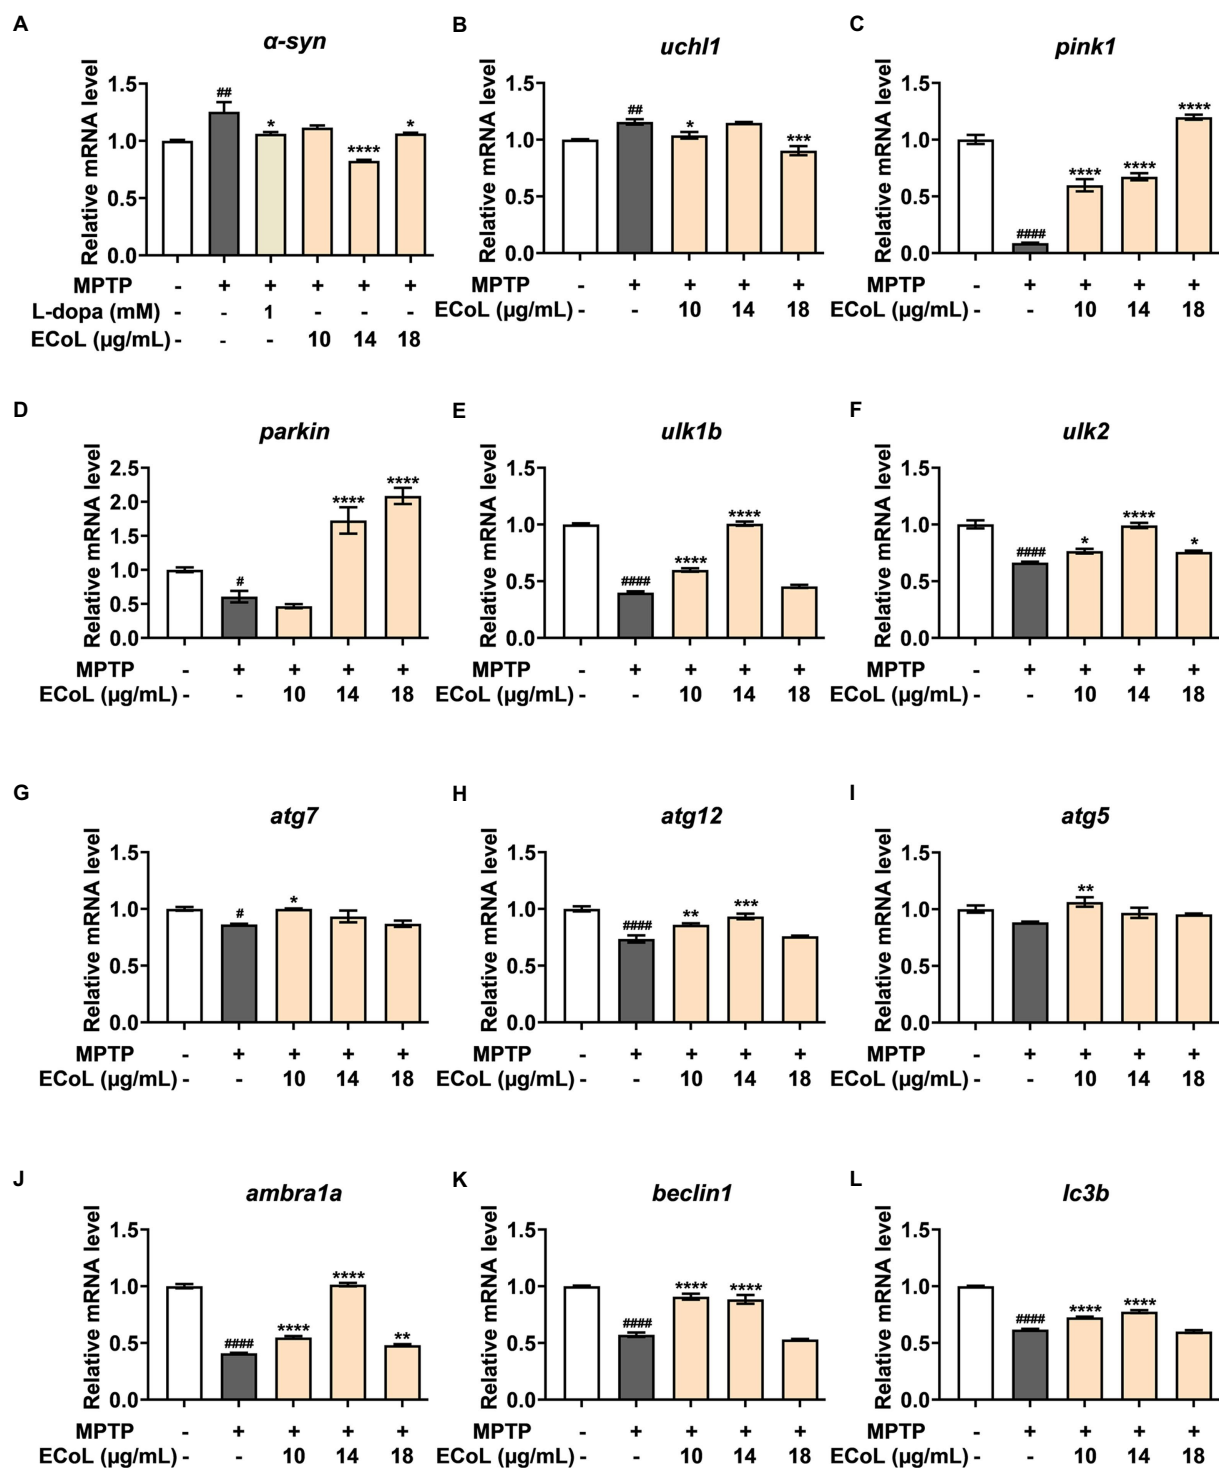 A
α-syn
Relative mRNA level
1.5
1.0
0.5
0.0
##
*
****
*
MPTP - + + + + +
L-dopa (mM) - - 1 - - -
ECoL (µg/mL) - - - 10 14 18
B
uchl1
Relative mRNA level
1.5
1.0
0.5
0.0
##
*
***
MPTP - + + + +
ECoL (µg/mL) - - 10 14 18
C
pink1
Relative mRNA level
1.5
1.0
0.5
0.0
####
****
****
****
MPTP - + + + +
ECoL (µg/mL) - - 10 14 18
D
parkin
Relative mRNA level
2.5
2.0
1.5
1.0
0.5
0.0
#
****
****
MPTP - + + + +
ECoL (µg/mL) - - 10 14 18
E
ulk1b
Relative mRNA level
1.5
1.0
0.5
0.0
####
****
****
MPTP - + + + +
ECoL (µg/mL) - - 10 14 18
F
ulk2
Relative mRNA level
1.5
1.0
0.5
0.0
####
*
****
*
MPTP - + + + +
ECoL (µg/mL) - - 10 14 18
G
atg7
Relative mRNA level
1.5
1.0
0.5
0.0
#
*
MPTP - + + + +
ECoL (µg/mL) - - 10 14 18
H
atg12
Relative mRNA level
1.5
1.0
0.5
0.0
####
**
***
MPTP - + + + +
ECoL (µg/mL) - - 10 14 18
I
atg5
Relative mRNA level
1.5
1.0
0.5
0.0
**
MPTP - + + + +
ECoL (µg/mL) - - 10 14 18
J
ambra1a
Relative mRNA level
1.5
1.0
0.5
0.0
####
****
****
**
MPTP - + + + +
ECoL (µg/mL) - - 10 14 18
K
beclin1
Relative mRNA level
1.5
1.0
0.5
0.0
####
****
****
MPTP - + + + +
ECoL (µg/mL) - - 10 14 18
L
lc3b
Relative mRNA level
1.5
1.0
0.5
0.0
####
****
****
MPTP - + + + +
ECoL (µg/mL) - - 10 14 18